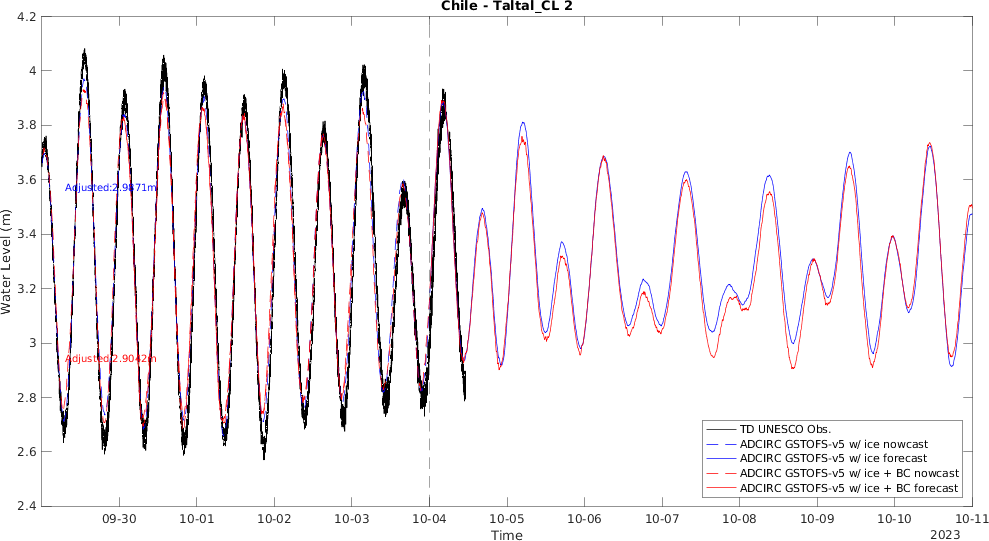 Chile - Taltal_CL 2
4.2
4
3.8
3.6
3.4
3.2
3
2.8
2.6
2.4
Water Level (m)
Adjusted:2.9871m
Adjusted:2.9042m
TD UNESCO Obs.
ADCIRC GSTOFS-v5 w/ ice nowcast
ADCIRC GSTOFS-v5 w/ ice forecast
ADCIRC GSTOFS-v5 w/ ice + BC nowcast
ADCIRC GSTOFS-v5 w/ ice + BC forecast
09-30 10-01 10-02 10-03 10-04 10-05 10-06 10-07 10-08 10-09 10-10 10-11
Time
2023